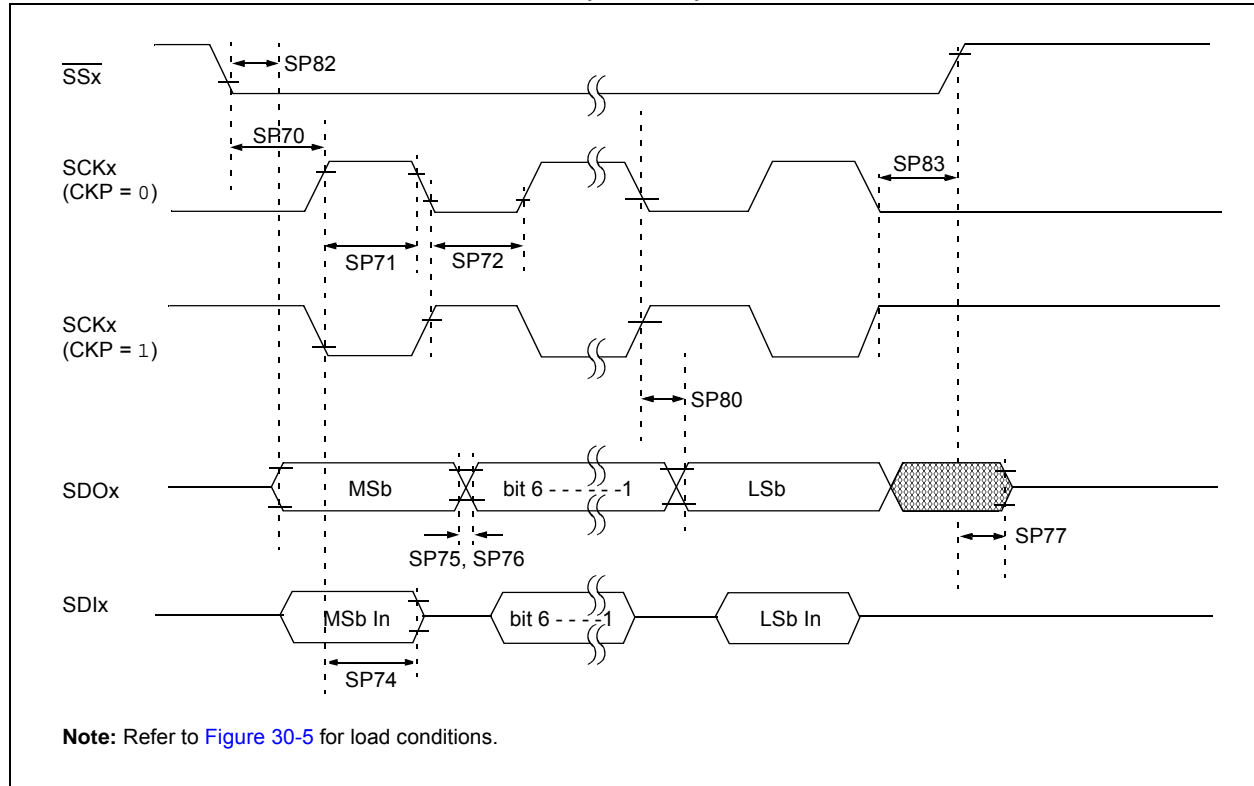 SSx
SP82
SP70
SCKx
(CKP = 0)
SP83
SP71
SP72
SCKx
(CKP = 1)
SP80
SDOx
MSb
bit 6 - - - - - -1
LSb
SP75, SP76
SP77
SDIx
MSb In
bit 6 - - - -1
LSb In
SP74
Note: Refer to Figure 30-5 for load conditions.